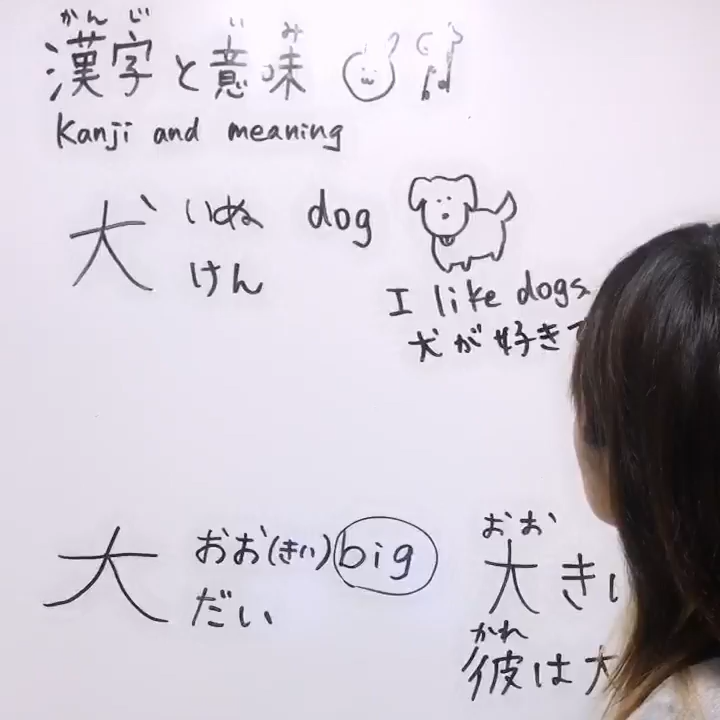 かんじ い み
漢字と意味
Kanji and meaning
犬 いぬ dog
けん
I like dogs
犬が好き
大 おお(きい) big
だい
おお
大き
かれ
彼は大